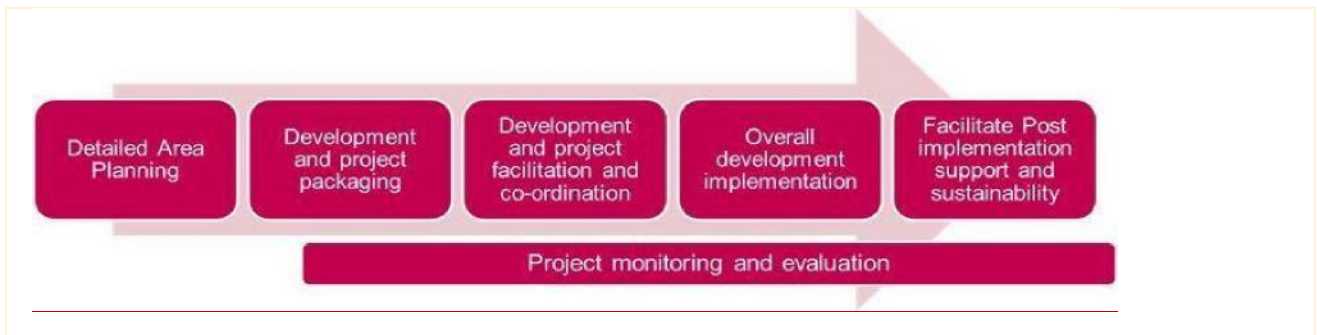 Detailed Area
Planning
Development
and project
packaging
Development
and project
facilitation and
co-ordination
Overall
development
implementation
Facilitate Post
implementation
support and
sustainability
Project monitoring and evaluation